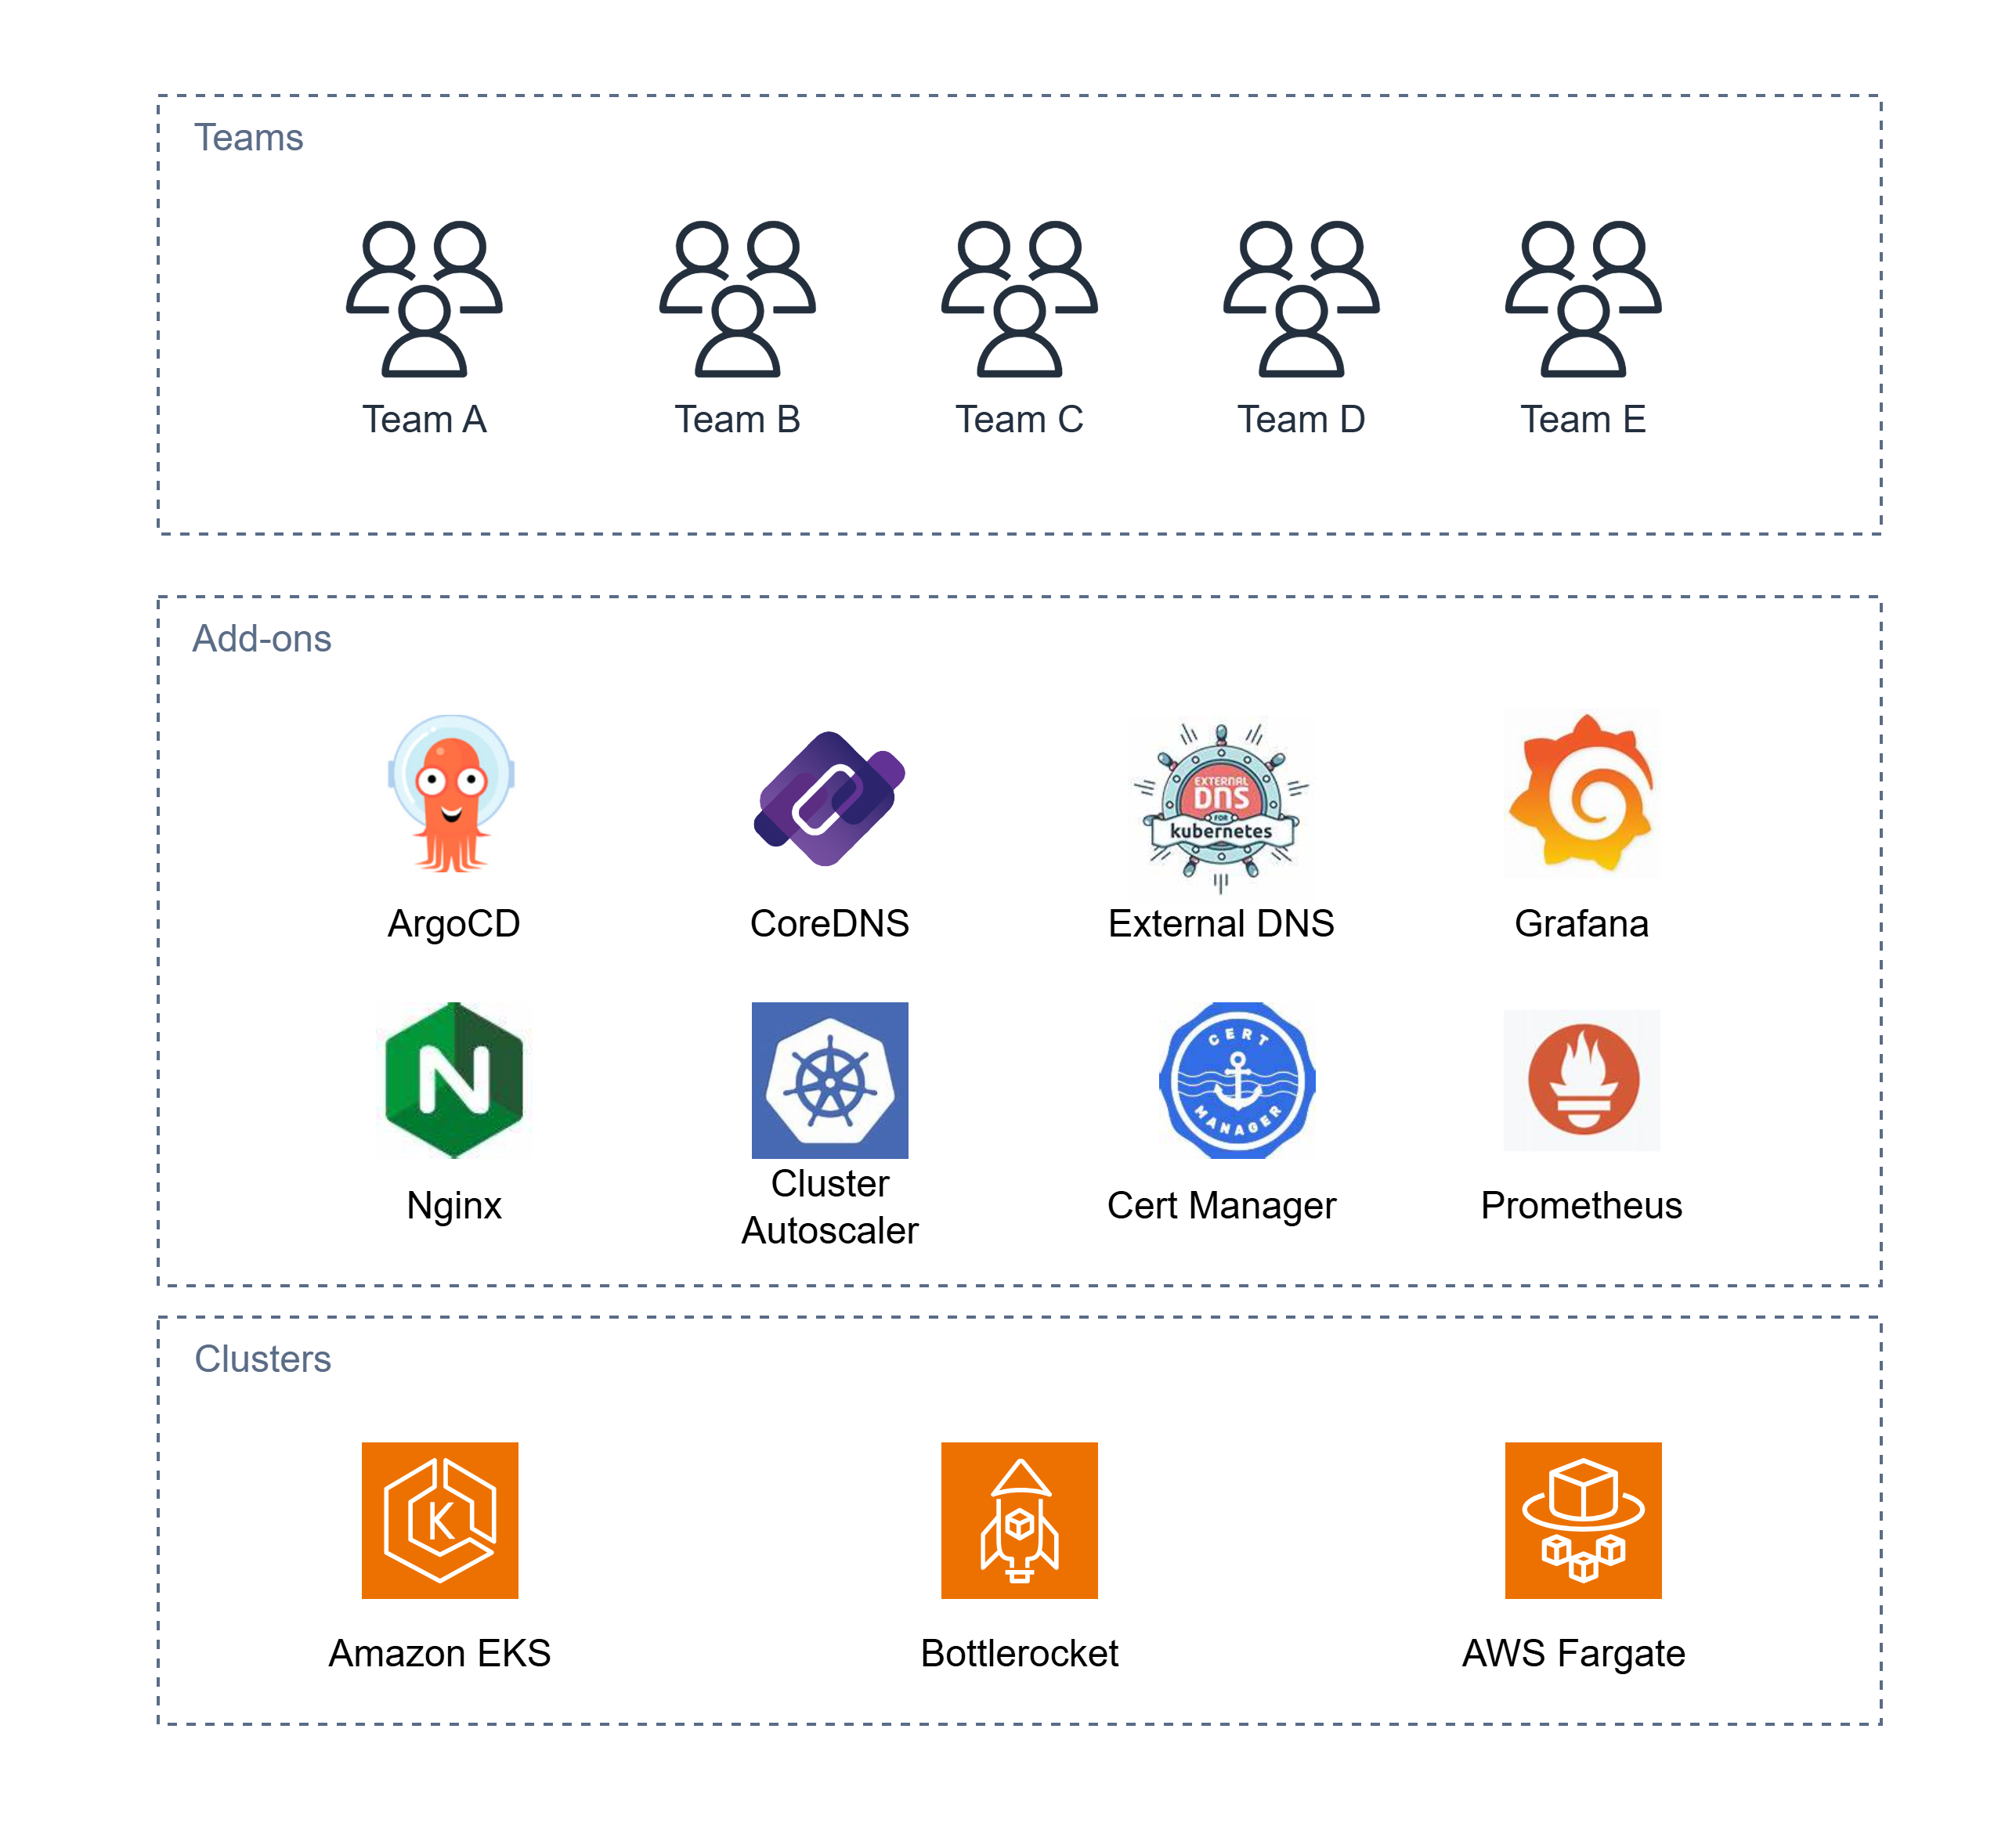 Teams
Team A
Team B
Team C
Team D
Team E
Add-ons
EXTERNAL
DNS
FOR
kubernetes
ArgoCD
CoreDNS
External DNS
Grafana
N
CERT
MANAGER
Nginx
Cluster
Autoscaler
Cert Manager
Prometheus
Clusters
K
Amazon EKS
Bottlerocket
AWS Fargate